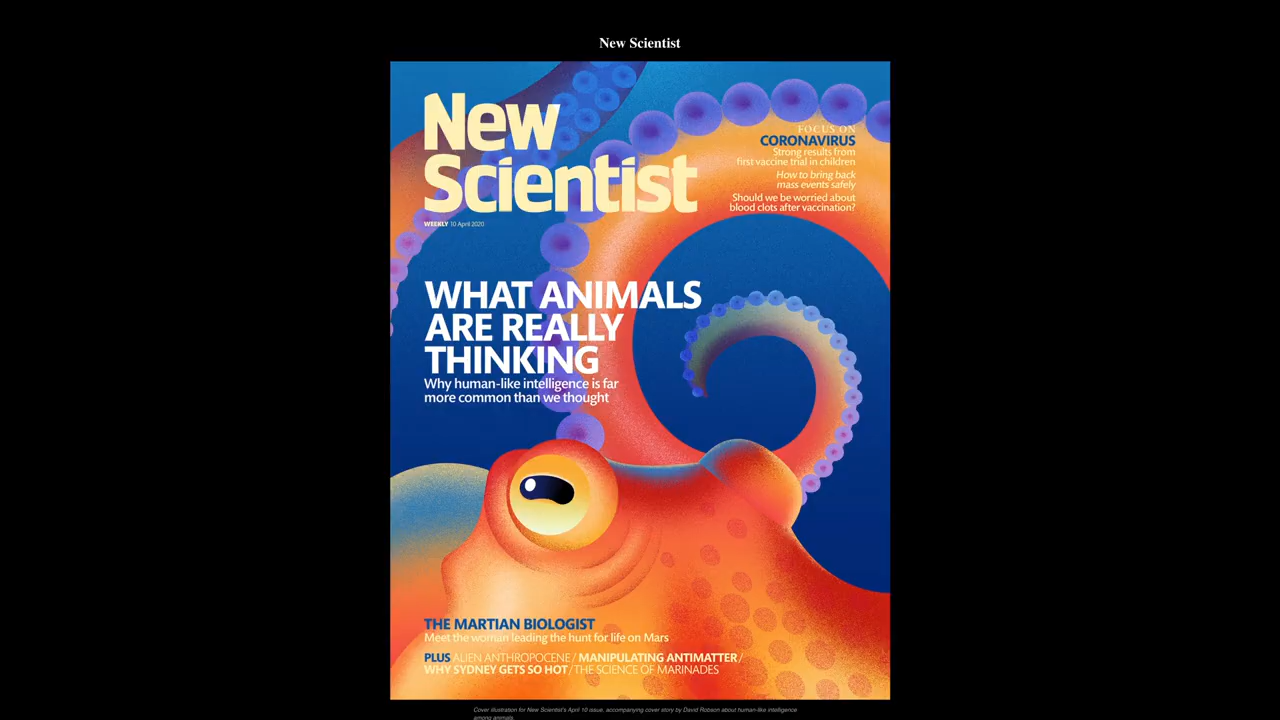 New Scientist
New
Scientist
WEEKLY 10 April 2020
FOCUS ON
CORONAVIRUS
Strong results from
first vaccine trial in children
How to bring back
mass events safely
Should we be worried about
blood clots after vaccination?
WHAT ANIMALS
ARE REALLY
THINKING
Why human-like intelligence is far
more common than we thought
THE MARTIAN BIOLOGIST
Meet the woman leading the hunt for life on Mars
PLUS ALIEN ANTHROPOCENE / MANIPULATING ANTIMATTER /
WHY SYDNEY GETS SO HOT / THE SCIENCE OF MARINADES
Cover illustration for New Scientist's April 10 issue, accompanying cover story by David Robson about human-like intelligence
among animals.